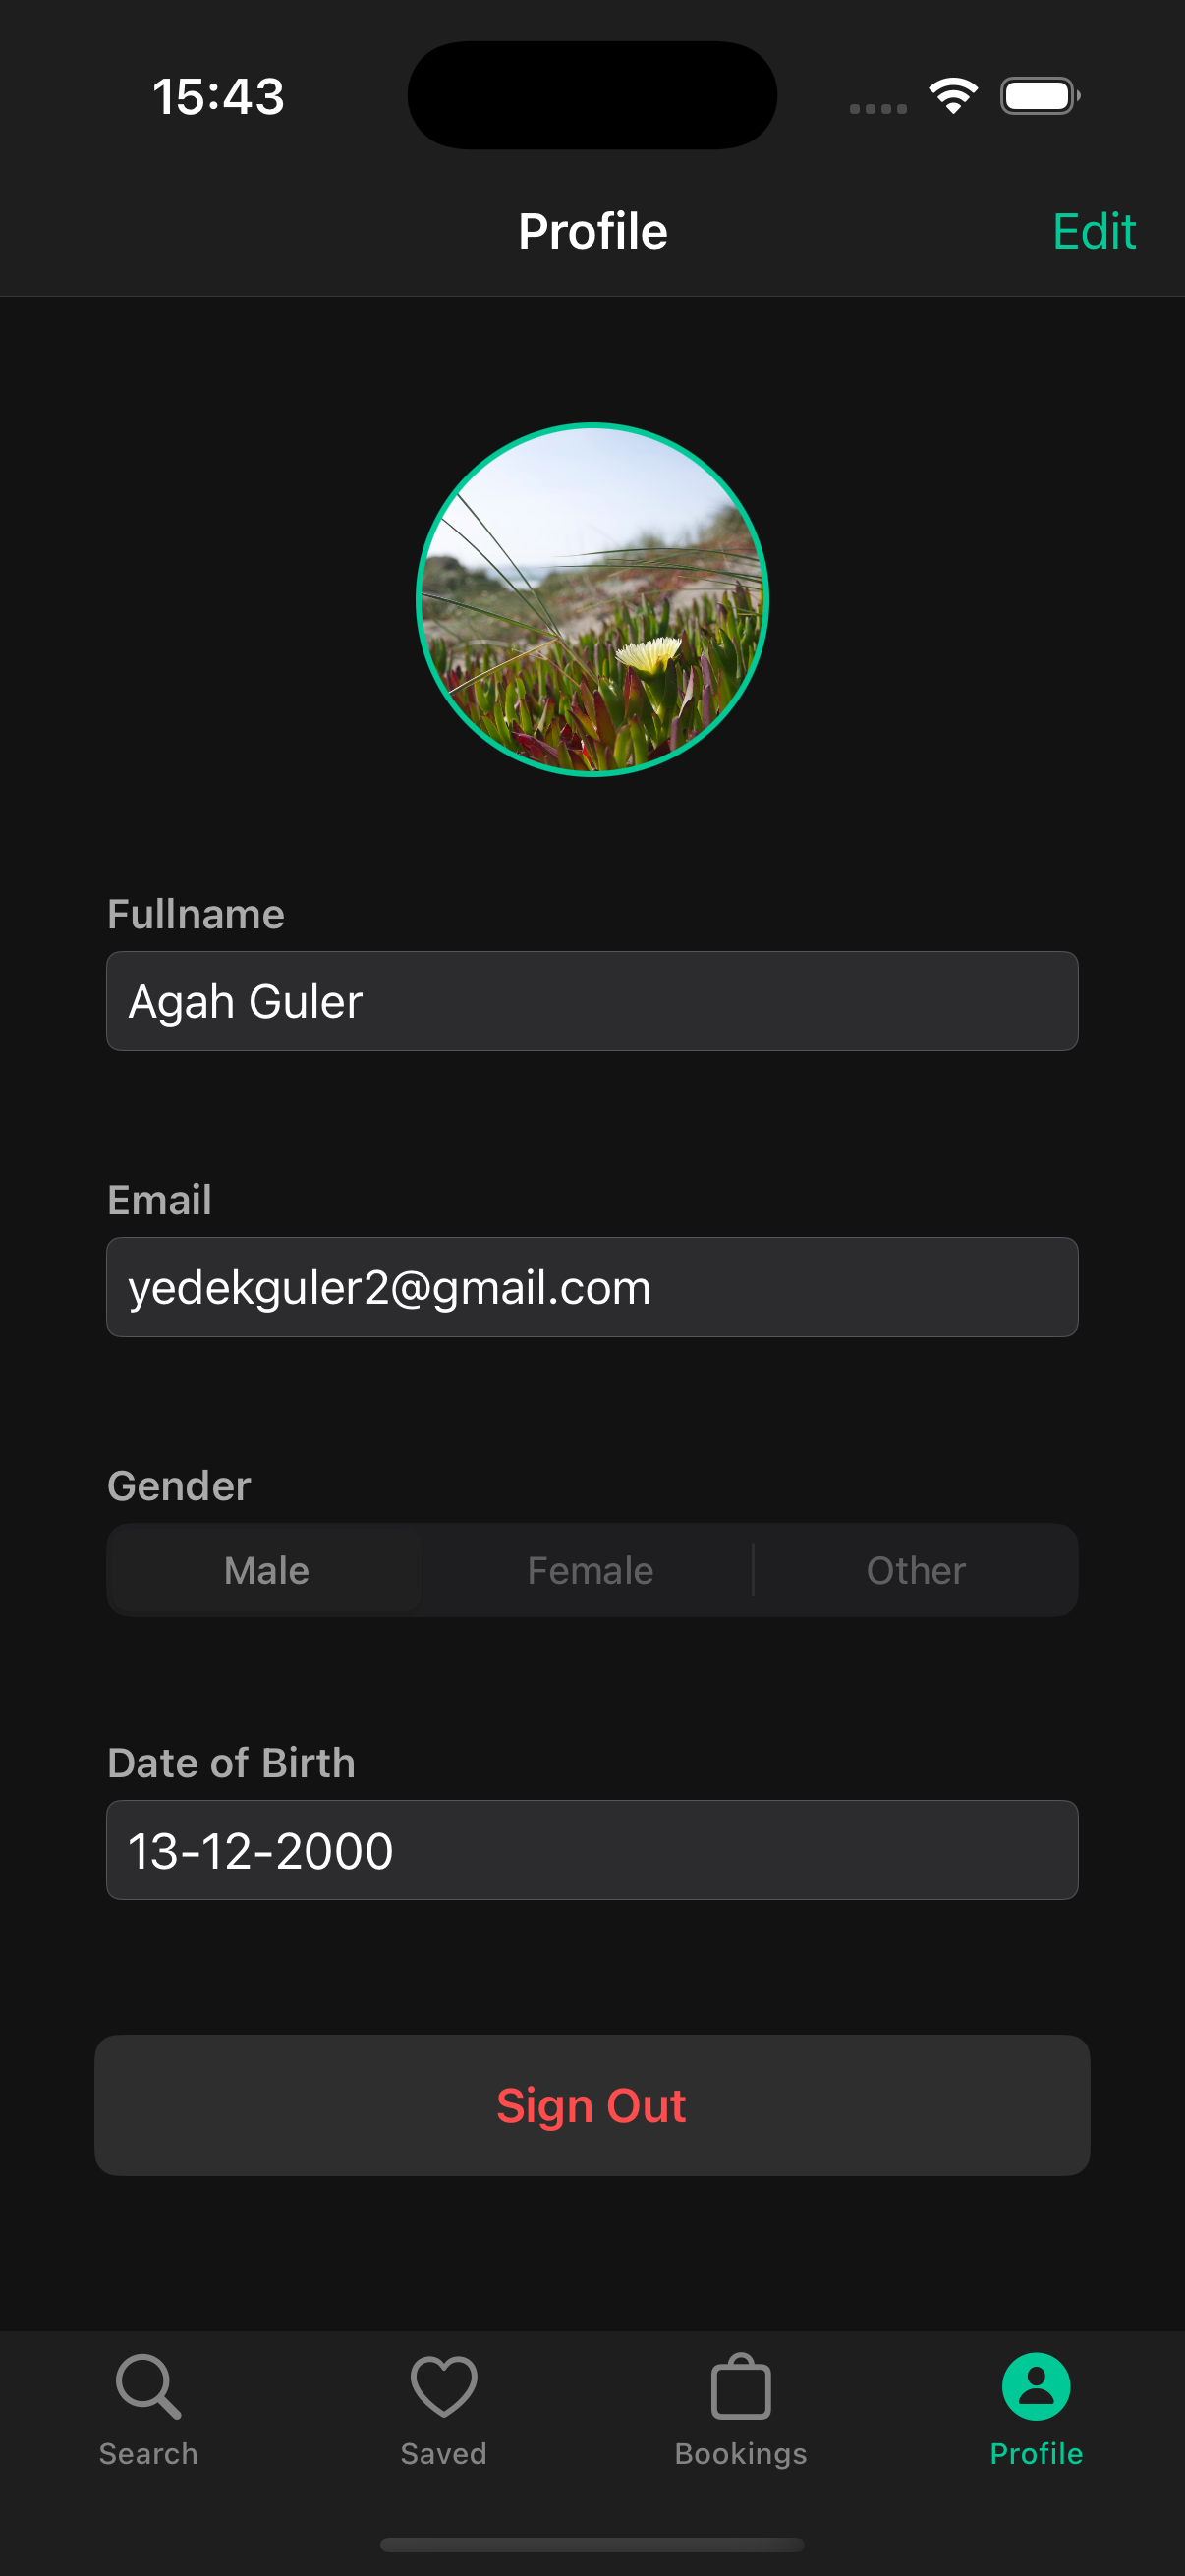 15:43
Profile
Edit
Fullname
Agah Guler
Email
yedekguler2@gmail.com
Gender
Male Female Other
Date of Birth
13-12-2000
Sign Out
Search Saved Bookings Profile